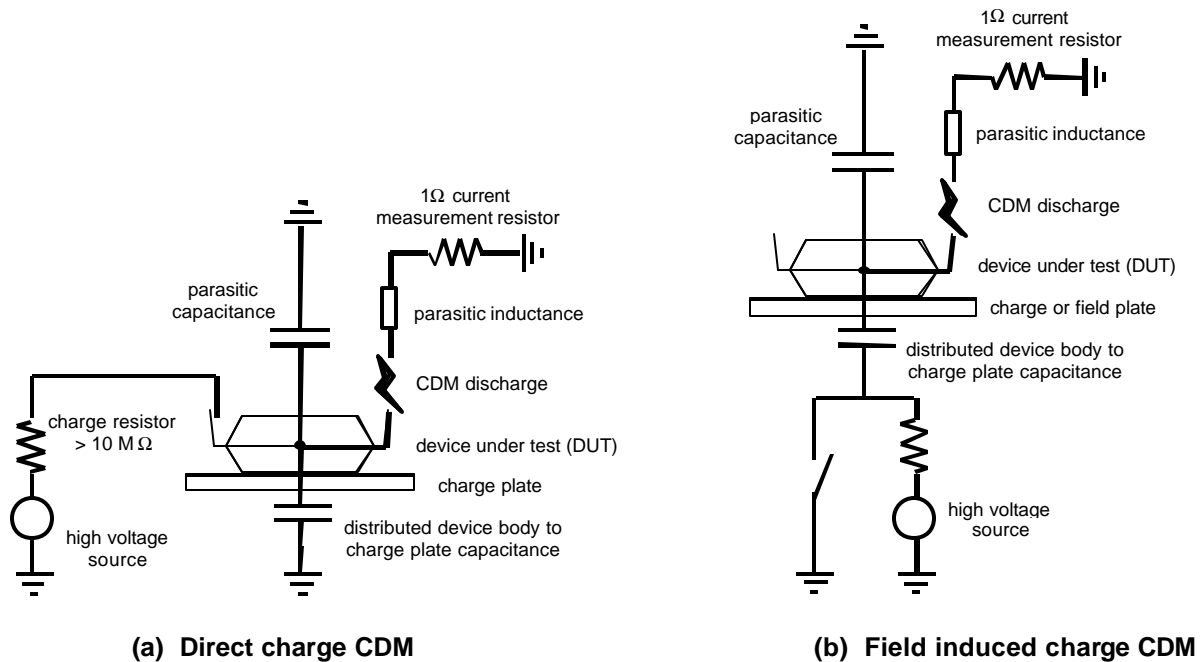 1Ω current
measurement resistor
parasitic
capacitance
parasitic inductance
CDM discharge
charge resistor
> 10 M Ω
device under test (DUT)
charge plate
high voltage
source
distributed device body to
charge plate capacitance
(a) Direct charge CDM
1Ω current
measurement resistor
parasitic
capacitance
parasitic inductance
CDM discharge
device under test (DUT)
charge or field plate
distributed device body to
charge plate capacitance
high voltage
source
(b) Field induced charge CDM